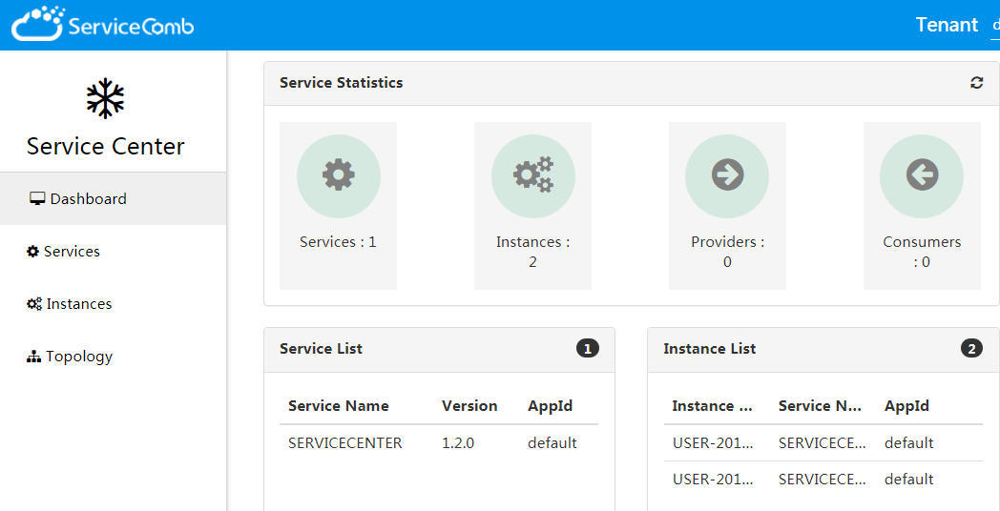 ServiceComb
Tenant
Service Center
Dashboard
Services
Instances
Topology
Service Statistics
Services : 1
Instances :
2
Providers :
0
Consumers
: 0
Service List 1
Service Name Version AppId
SERVICECENTER 1.2.0 default
Instance List 2
Instance ... Service N... AppId
USER-201... SERVICECE... default
USER-201... SERVICECE... default